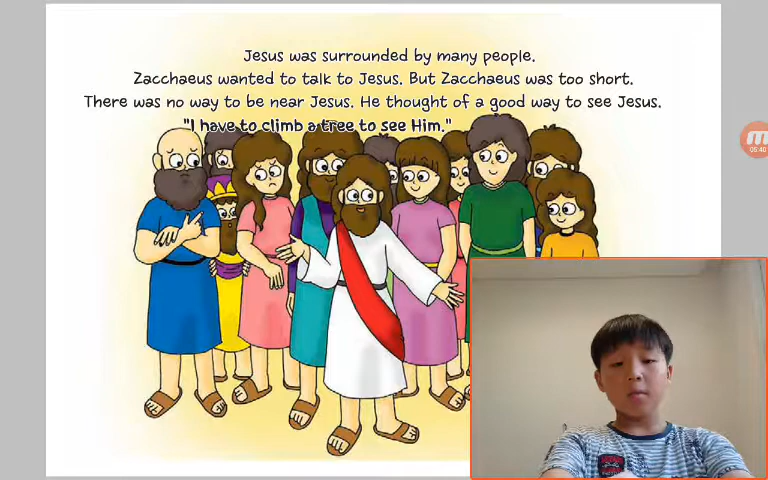 Jesus was surrounded by many people.
Zacchaeus wanted to talk to Jesus. But Zacchaeus was too short.
There was no way to be near Jesus. He thought of a good way to see Jesus.
"I have to climb a tree to see Him."
05:40